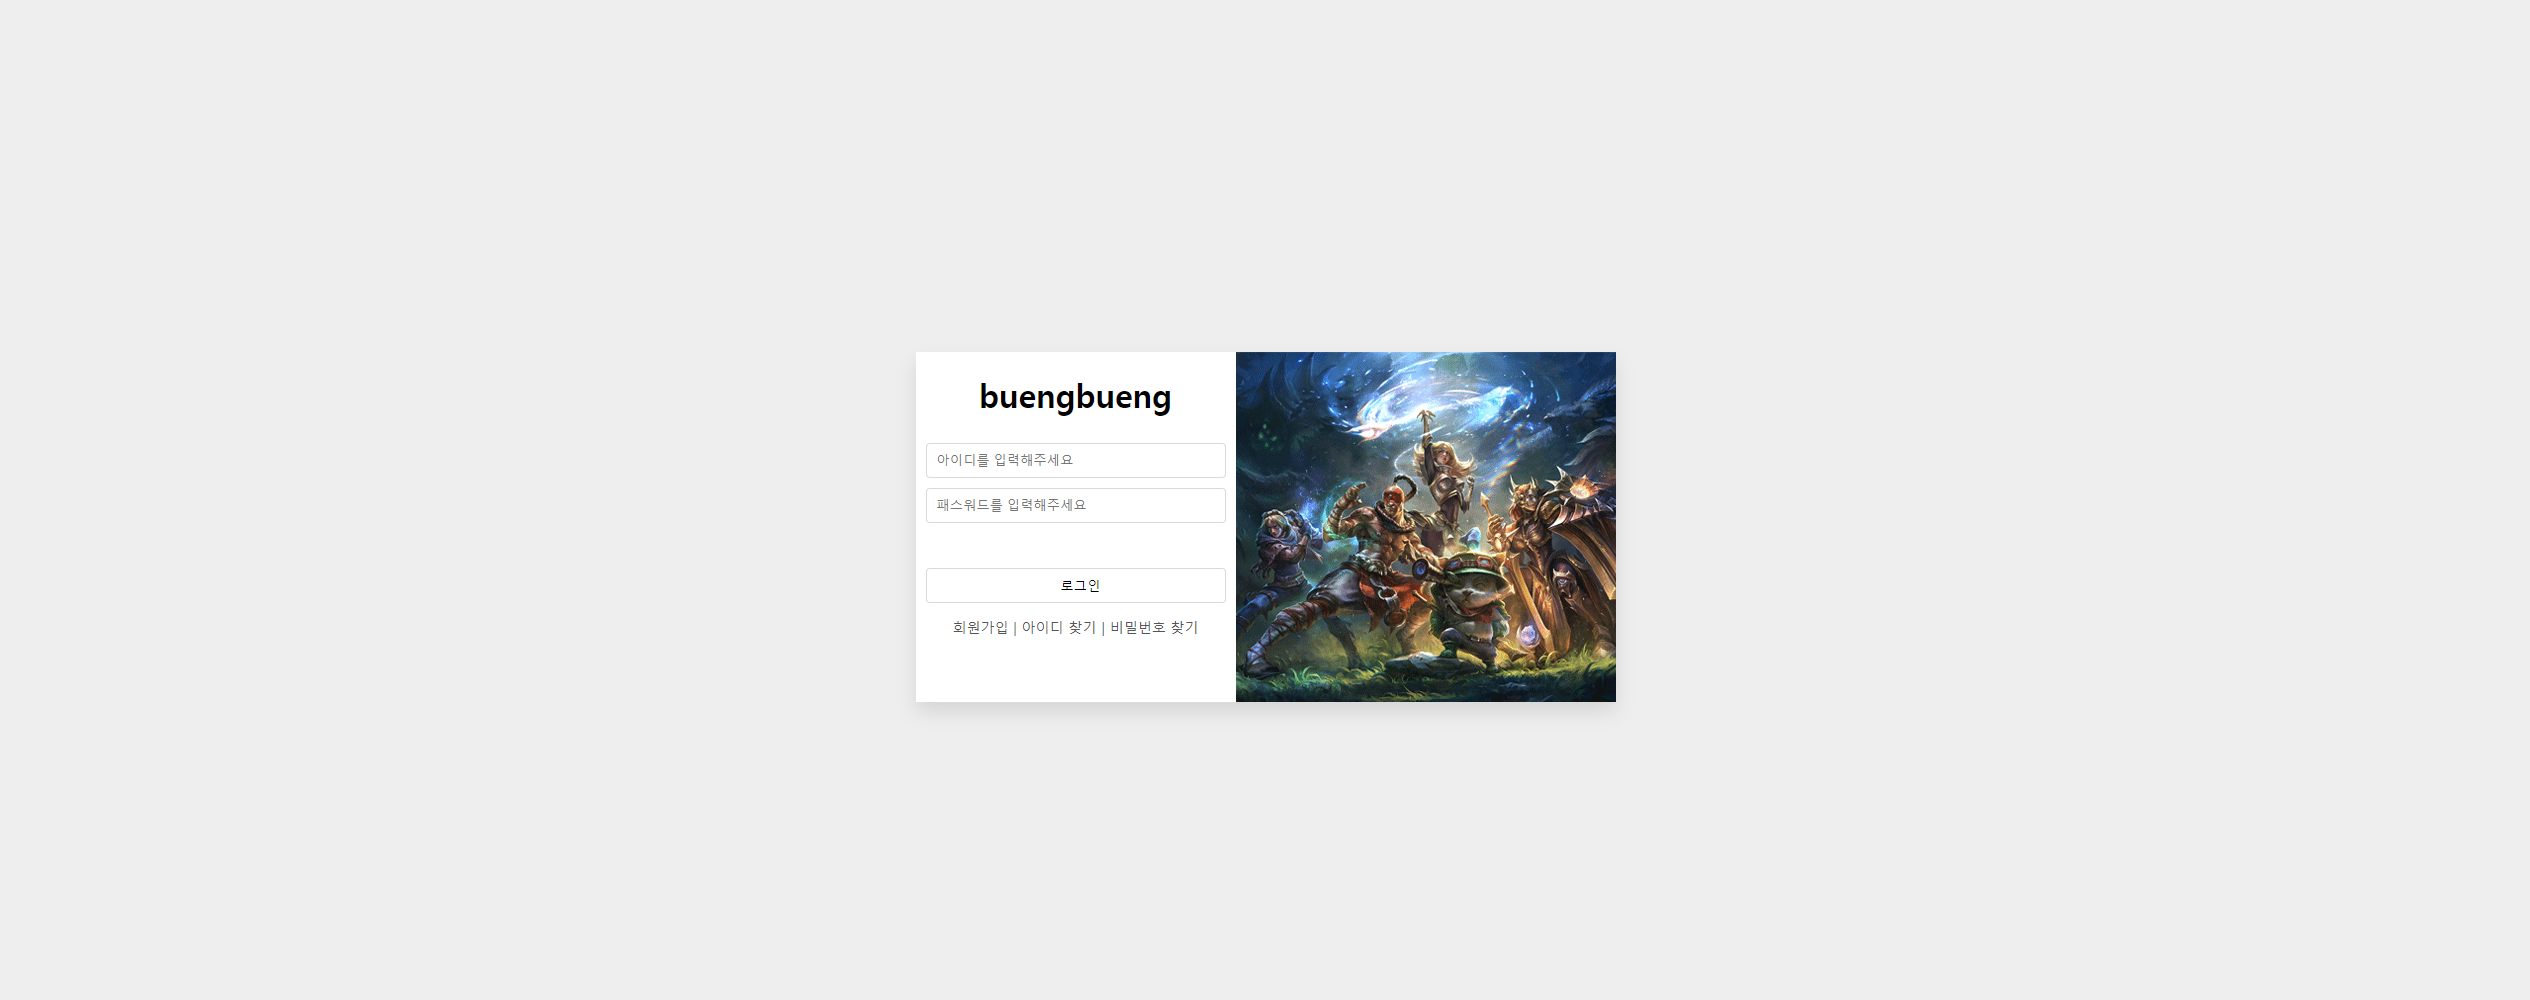 buengbueng
아이디를 입력해주세요
패스워드를 입력해주세요
로그인
회원가입 | 아이디 찾기 | 비밀번호 찾기